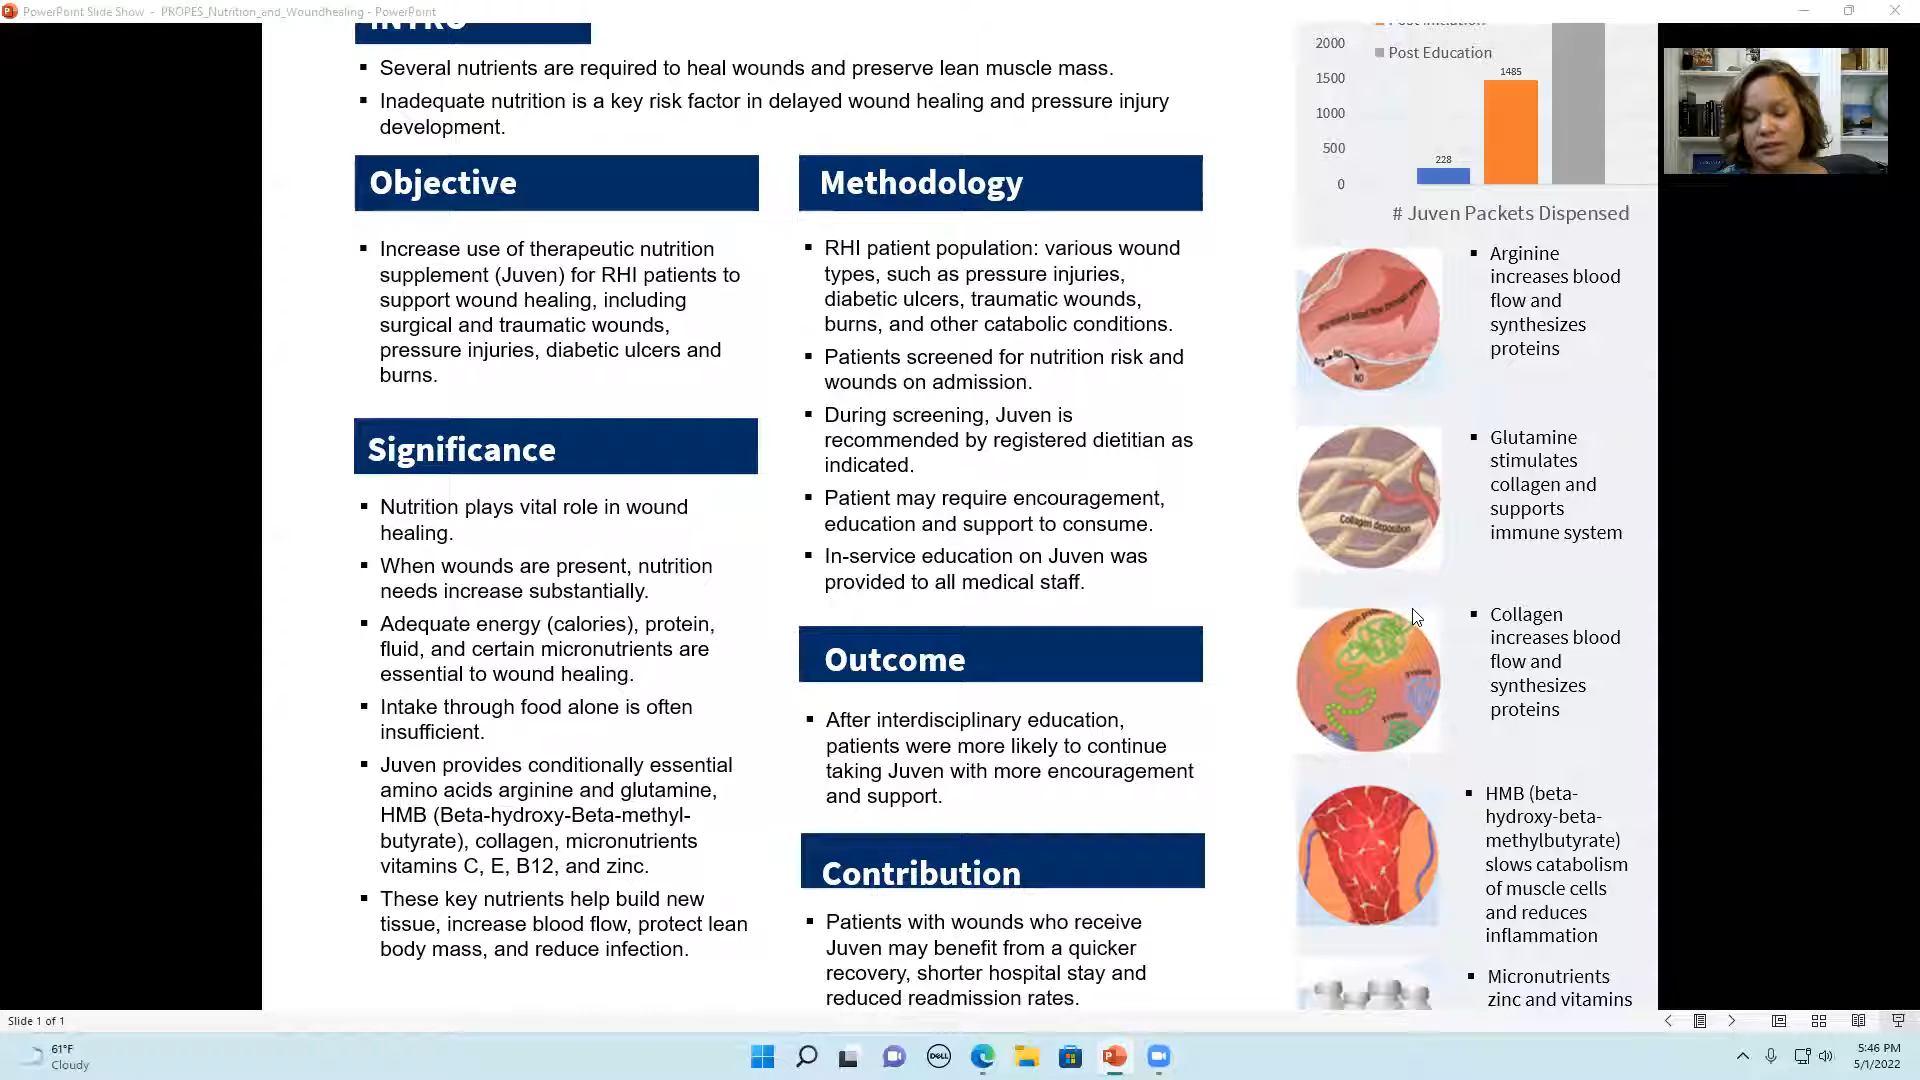 PowerPoint Slide Show - PROPES_Nutrition_and_Woundhealing - PowerPoint
INTRO
▪ Several nutrients are required to heal wounds and preserve lean muscle mass.
▪ Inadequate nutrition is a key risk factor in delayed wound healing and pressure injury
development.
Objective
▪ Increase use of therapeutic nutrition
supplement (Juven) for RHI patients to
support wound healing, including
surgical and traumatic wounds,
pressure injuries, diabetic ulcers and
burns.
Significance
▪ Nutrition plays vital role in wound
healing.
▪ When wounds are present, nutrition
needs increase substantially.
▪ Adequate energy (calories), protein,
fluid, and certain micronutrients are
essential to wound healing.
▪ Intake through food alone is often
insufficient.
▪ Juven provides conditionally essential
amino acids arginine and glutamine,
HMB (Beta-hydroxy-Beta-methyl-
butyrate), collagen, micronutrients
vitamins C, E, B12, and zinc.
▪ These key nutrients help build new
tissue, increase blood flow, protect lean
body mass, and reduce infection.
Methodology
▪ RHI patient population: various wound
types, such as pressure injuries,
diabetic ulcers, traumatic wounds,
burns, and other catabolic conditions.
▪ Patients screened for nutrition risk and
wounds on admission.
▪ During screening, Juven is
recommended by registered dietitian as
indicated.
▪ Patient may require encouragement,
education and support to consume.
▪ In-service education on Juven was
provided to all medical staff.
Outcome
▪ After interdisciplinary education,
patients were more likely to continue
taking Juven with more encouragement
and support.
Contribution
▪ Patients with wounds who receive
Juven may benefit from a quicker
recovery, shorter hospital stay and
reduced readmission rates.
Post Initiation
Post Education
2000
1500
1000
500
0
228
1485
# Juven Packets Dispensed
▪ Arginine
increases blood
flow and
synthesizes
proteins
Increased blood flow through artery
Arg
NO
NO
▪ Glutamine
stimulates
collagen and
supports
immune system
Collagen deposition
▪ Collagen
increases blood
flow and
synthesizes
proteins
▪ HMB (beta-
hydroxy-beta-
methylbutyrate)
slows catabolism
of muscle cells
and reduces
inflammation
▪ Micronutrients
zinc and vitamins
Slide 1 of 1
61°F
Cloudy
DELL
5:46 PM
5/1/2022